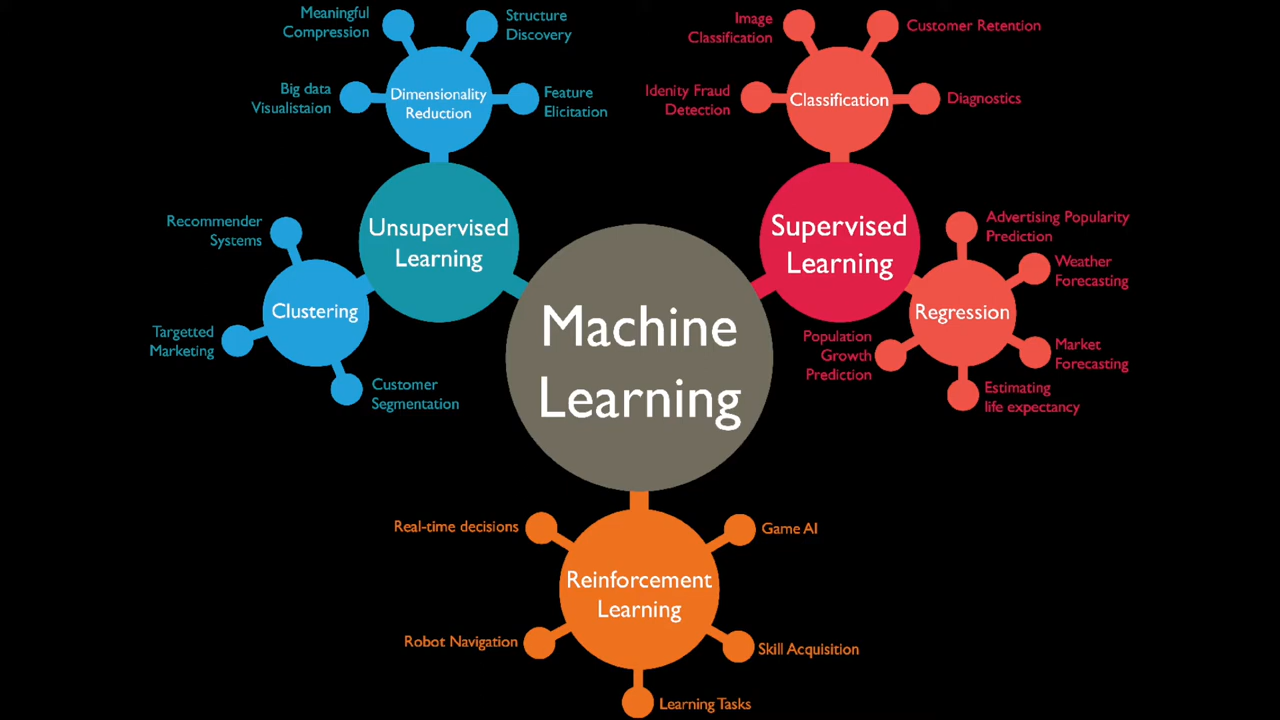 Meaningful
Compression
Structure
Discovery
Big data
Visualistaion
Dimensionality
Reduction
Feature
Elicitation
Unsupervised
Learning
Recommender
Systems
Clustering
Targetted
Marketing
Customer
Segmentation
Image
Classification
Customer Retention
Idenity Fraud
Detection
Classification
Diagnostics
Supervised
Learning
Advertising Popularity
Prediction
Weather
Forecasting
Regression
Population
Growth
Prediction
Market
Forecasting
Estimating
life expectancy
Machine
Learning
Real-time decisions
Game AI
Reinforcement
Learning
Robot Navigation
Skill Acquisition
Learning Tasks